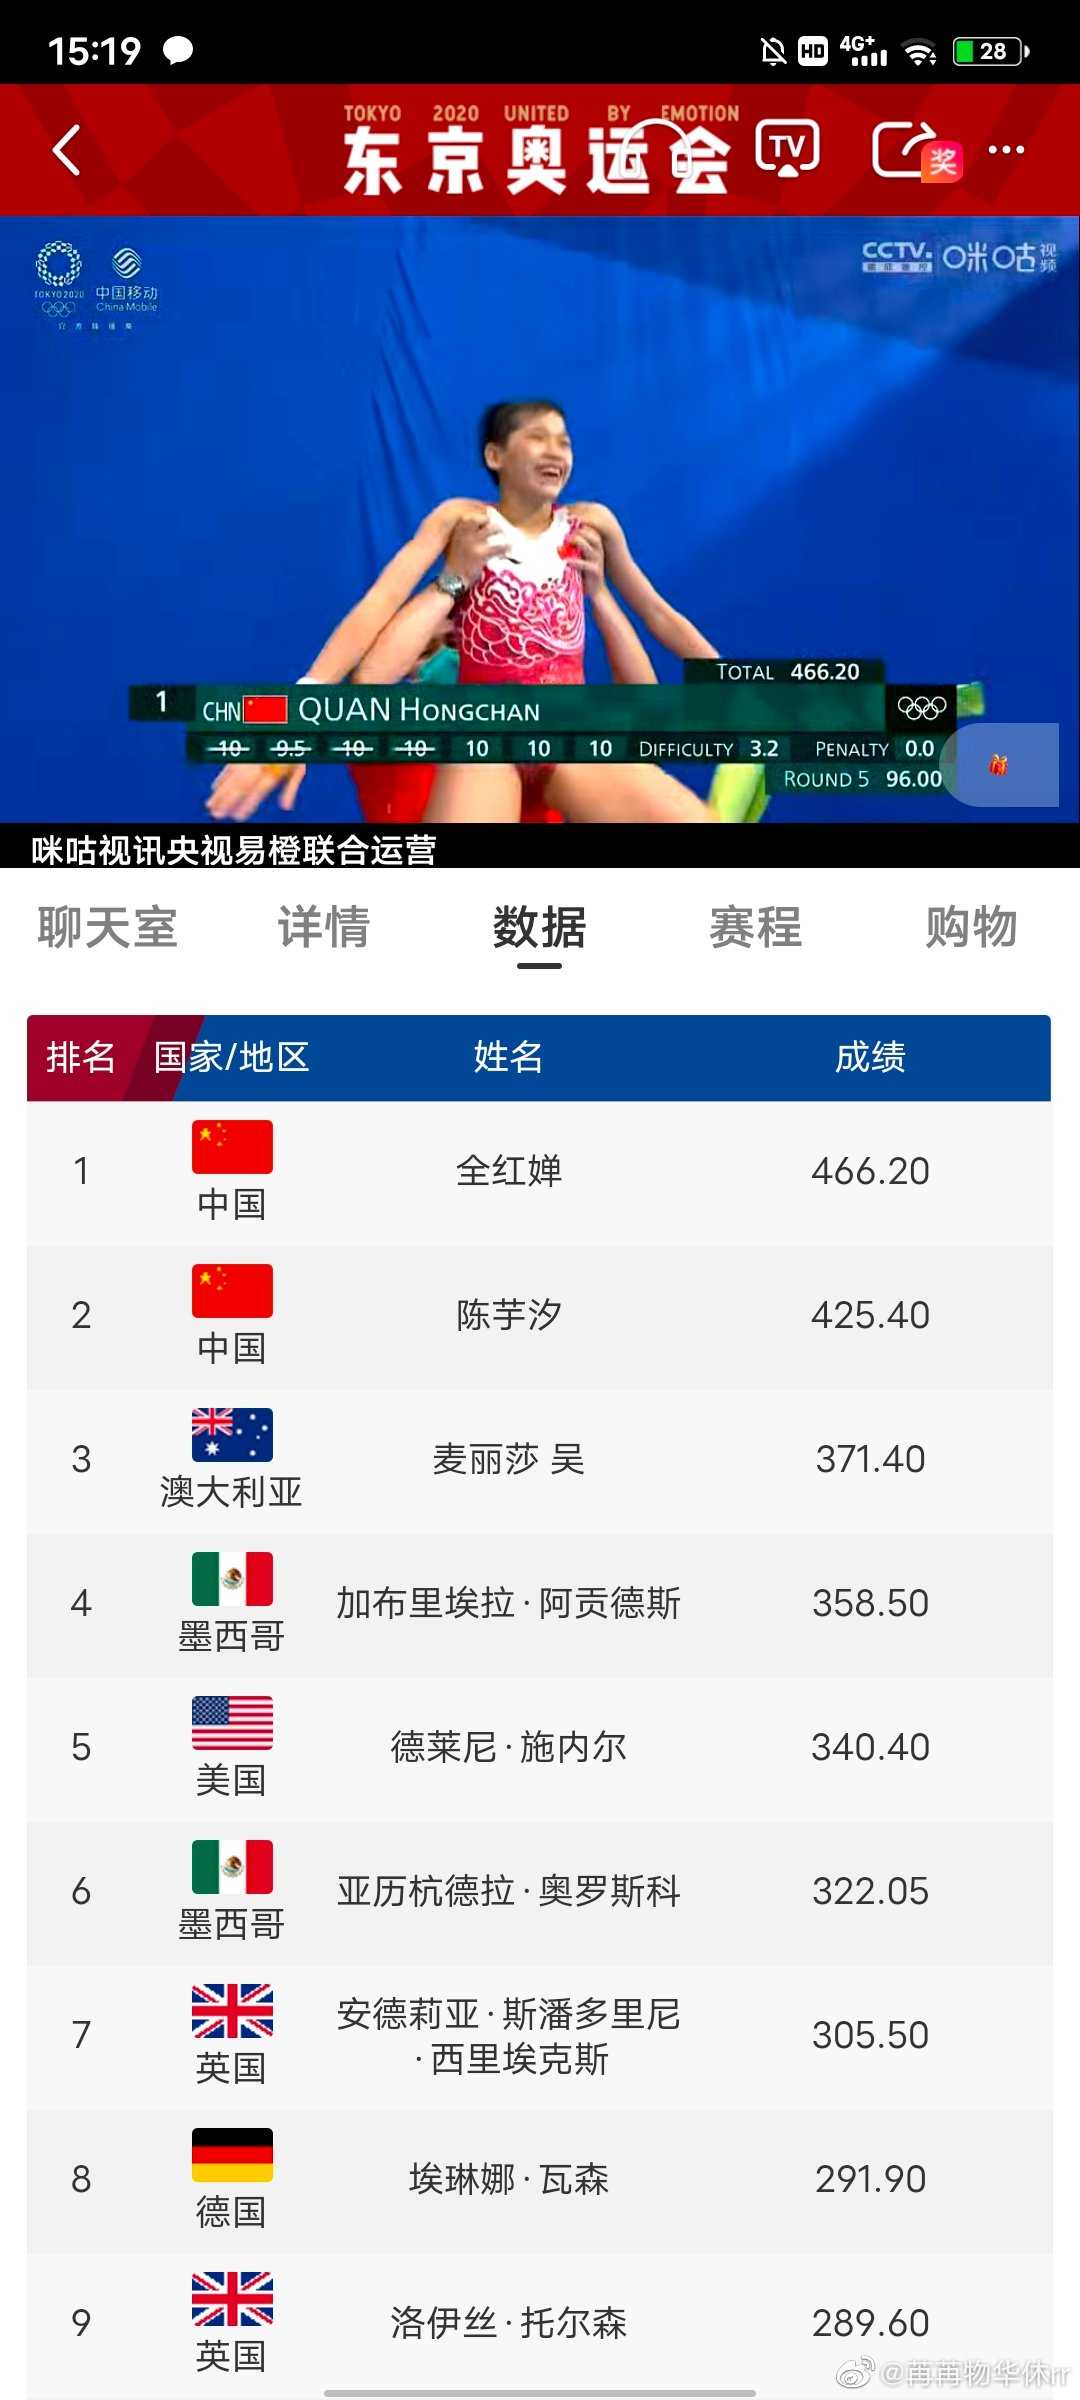 15:19
HD 4G+ 28
TOKYO 2020 UNITED BY EMOTION
东京奥运会
TV
奖
TOKYO 2020
中国移动
China Mobile
CCTV.
咪咕视频
TOTAL 466.20
1 CHN QUAN HONGCHAN
10 9.5 10 10 10 10 10 DIFFICULTY 3.2 PENALTY 0.0
ROUND 5 96.00
咪咕视讯央视易橙联合运营
聊天室 详情 数据 赛程 购物
排名 国家/地区 姓名 成绩
1 中国 全红婵 466.20
2 中国 陈芋汐 425.40
3 澳大利亚 麦丽莎 吴 371.40
4 墨西哥 加布里埃拉·阿贡德斯 358.50
5 美国 德莱尼·施内尔 340.40
6 墨西哥 亚历杭德拉·奥罗斯科 322.05
7 英国 安德莉亚·斯潘多里尼
·西里埃克斯 305.50
8 德国 埃琳娜·瓦森 291.90
9 英国 洛伊丝·托尔森 289.60
@苒苒物华休rr